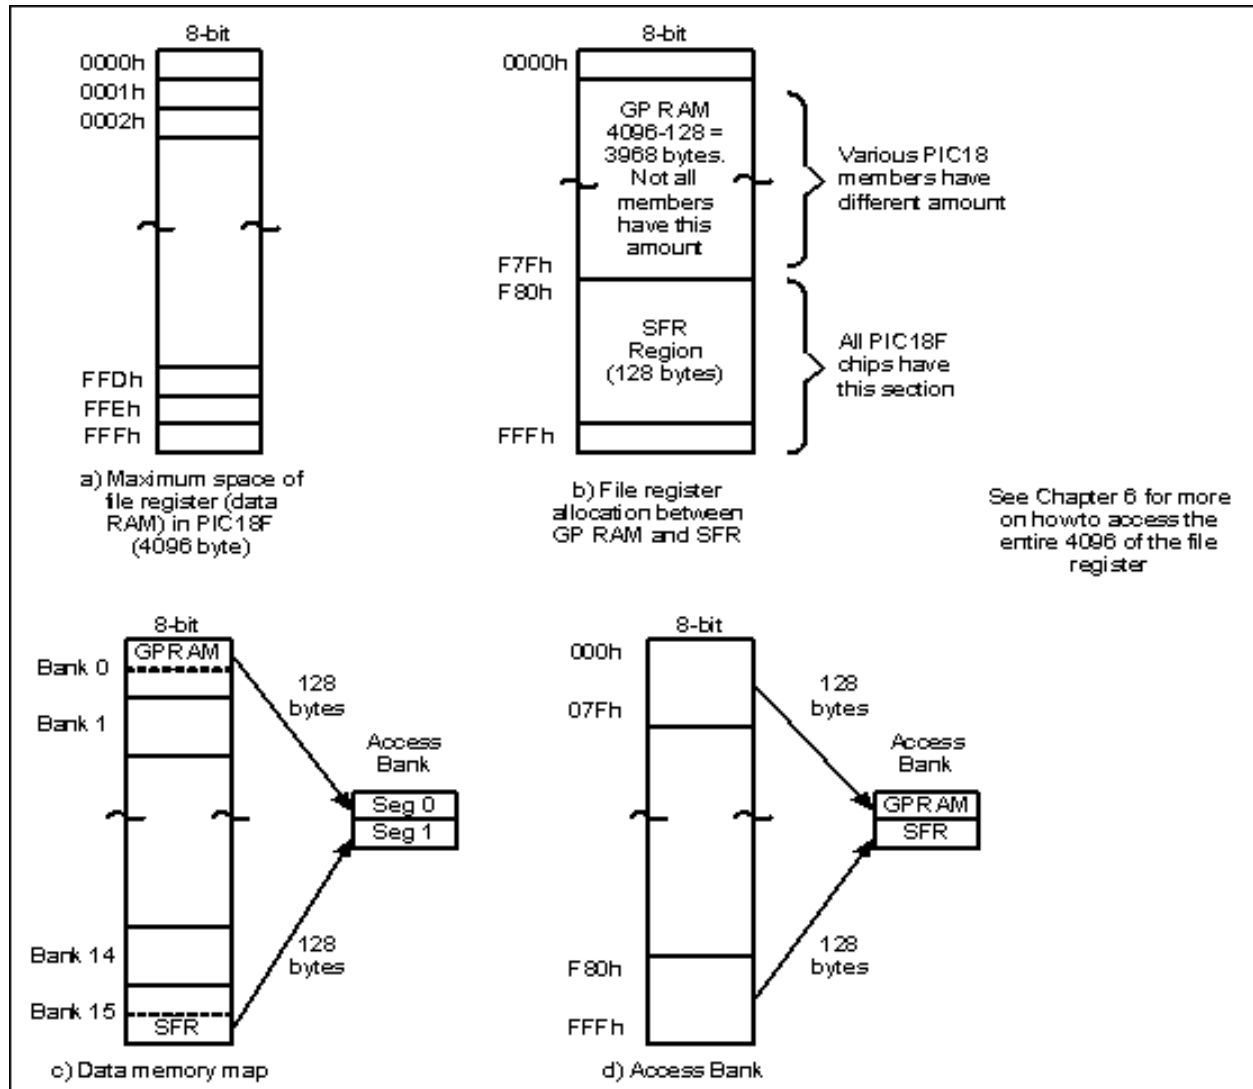 8-bit
0000h
0001h
0002h
FFDh
FFEh
FFFh
a) Maximum space of
file register (data
RAM) in PIC18F
(4096 byte)
8-bit
0000h
GP RAM
4096-128 =
3968 bytes.
Not all
members
have this
amount
F7Fh
F80h
SFR
Region
(128 bytes)
FFFh
Various PIC18
members have
different amount
All PIC18F
chips have
this section
b) File register
allocation between
GP RAM and SFR
See Chapter 6 for more
on how to access the
entire 4096 of the file
register
8-bit
GPRAM
Bank 0
Bank 1
Bank 14
Bank 15
SFR
128
bytes
Access
Bank
Seg 0
Seg 1
128
bytes
c) Data memory map
8-bit
000h
07Fh
F80h
FFFh
128
bytes
Access
Bank
GPRAM
SFR
128
bytes
d) Access Bank